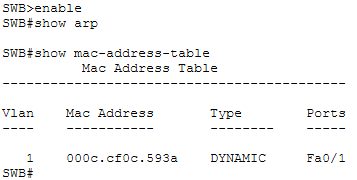 SWB>enable
SWB#show arp
SWB#show mac-address-table
Mac Address Table
-------------------------------------------
Vlan    Mac Address       Type        Ports
----    -----------       --------    -----
1    000c.cf0c.593a    DYNAMIC     Fa0/1
SWB#